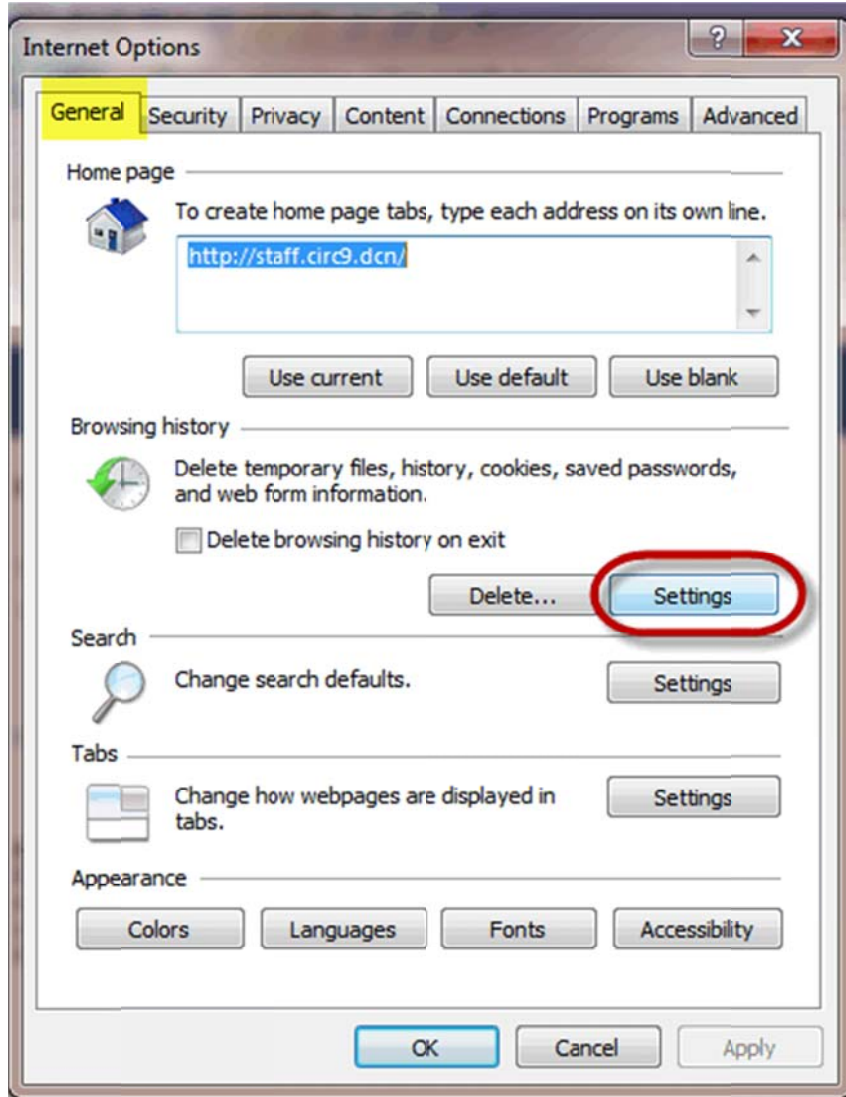 Internet Options
?
X
General Security Privacy Content Connections Programs Advanced
Home page
To create home page tabs, type each address on its own line.
http://staff.circ9.dcn/
Use current Use default Use blank
Browsing history
Delete temporary files, history, cookies, saved passwords,
and web form information.
Delete browsing history on exit
Delete... Settings
Search
Change search defaults. Settings
Tabs
Change how webpages are displayed in
tabs.
Settings
Appearance
Colors Languages Fonts Accessibility
OK Cancel Apply